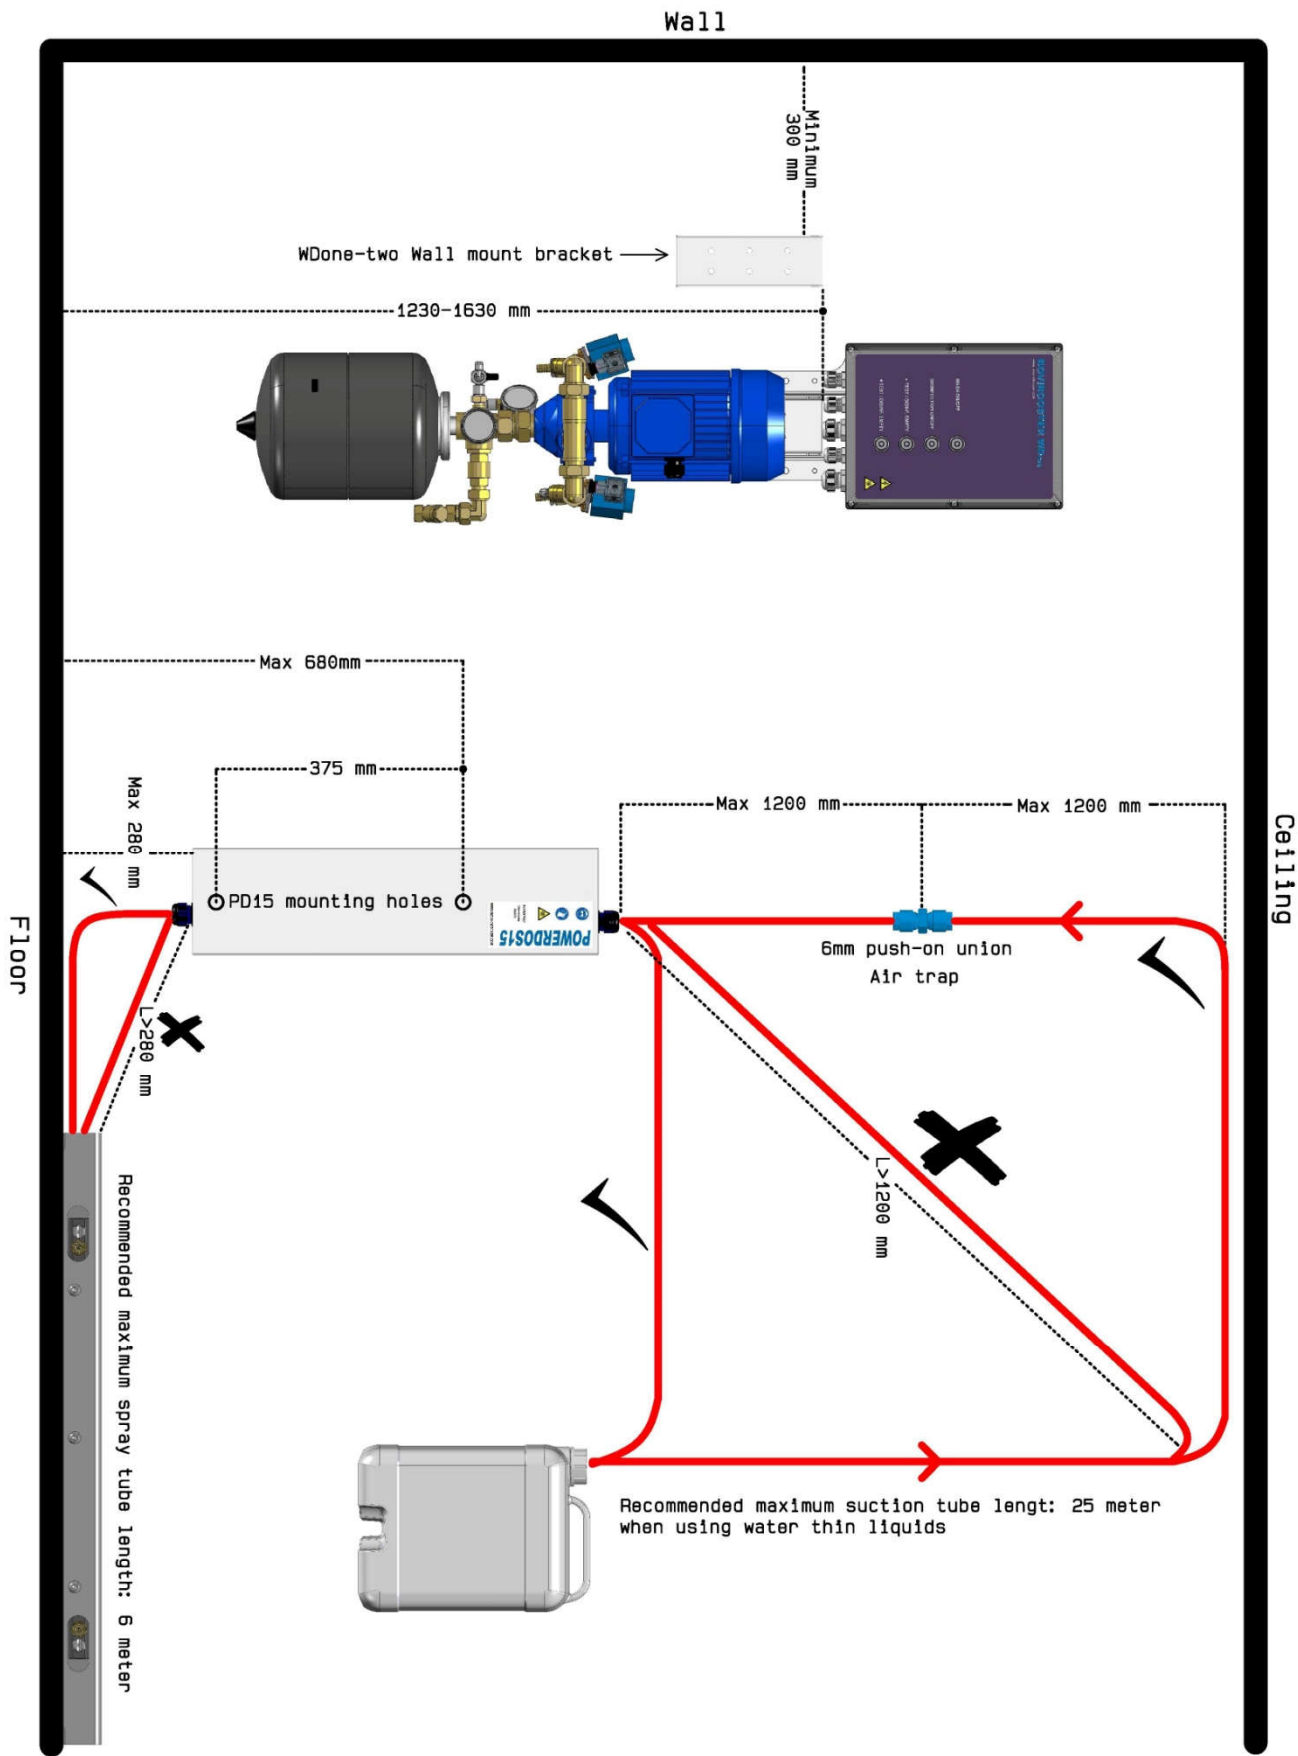 Wall
Minimum
300 mm
WDone-two Wall mount bracket
1230-1630 mm
Max 680mm
375 mm
Max 280 mm
Max 1200 mm
Max 1200 mm
Ceiling
PD15 mounting holes
POWERDOS15
6mm push-on union
Air trap
Floor
L>280 mm
L>1200 mm
Recommended maximum spray tube length: 6 meter
Recommended maximum suction tube lengt: 25 meter
when using water thin liquids